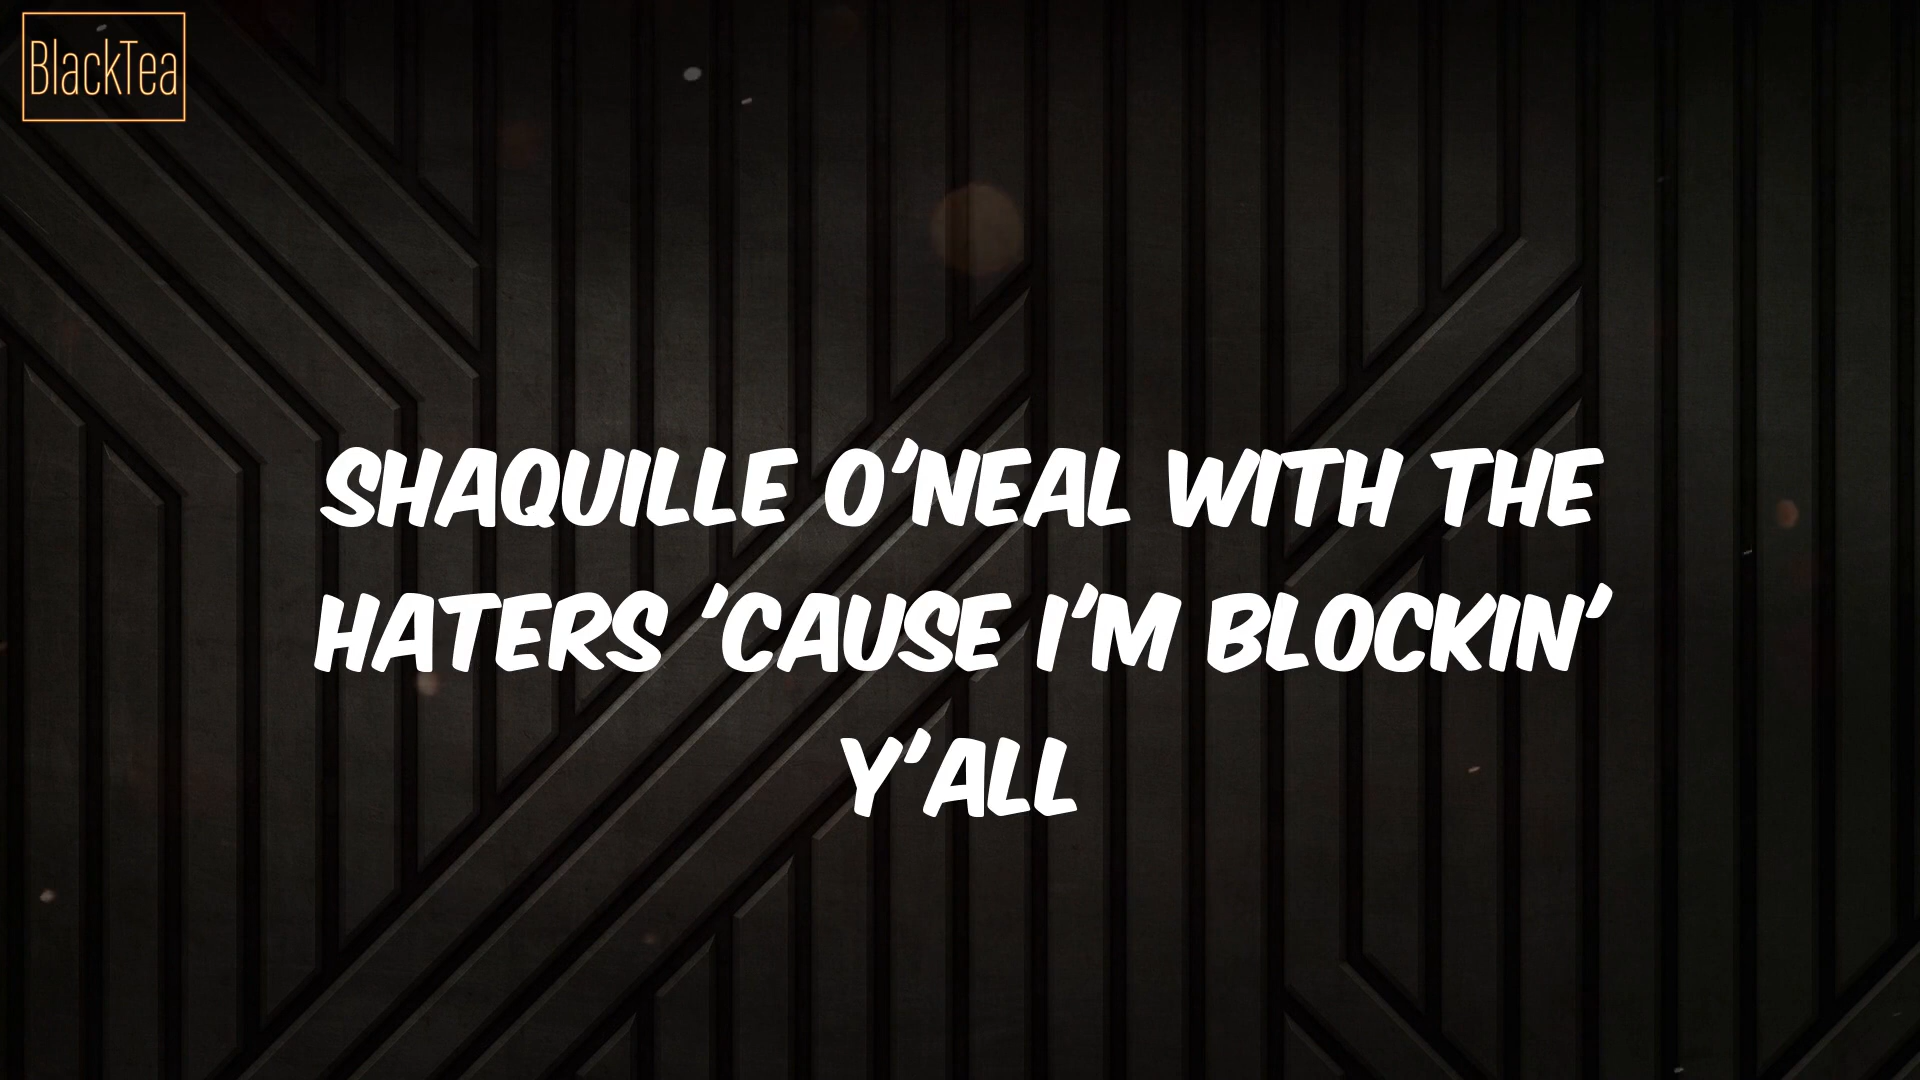 BlackTea
SHAQUILLE O'NEAL WITH THE
HATERS 'CAUSE I'M BLOCKIN'
Y'ALL